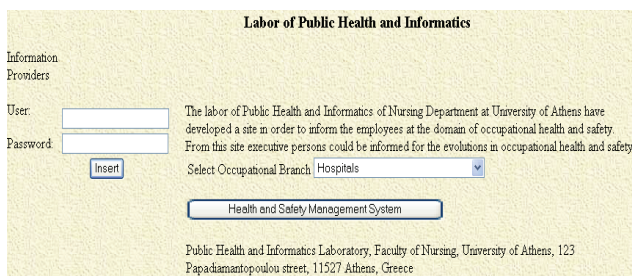 Labor of Public Health and Informatics
Information
Providers
User:
Password:
Insert
The labor of Public Health and Informatics of Nursing Department at University of Athens have
developed a site in order to inform the employees at the domain of occupational health and safety.
From this site executive persons could be informed for the evolutions in occupational health and safety
Select Occupational Branch Hospitals
Health and Safety Management System
Public Health and Informatics Laboratory, Faculty of Nursing, University of Athens, 123
Papadiamantopoulou street, 11527 Athens, Greece